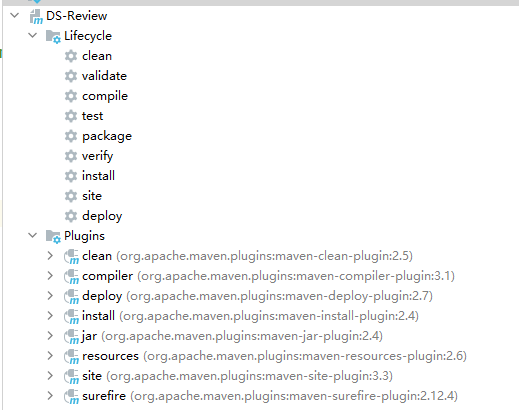 DS-Review
Lifecycle
clean
validate
compile
test
package
verify
install
site
deploy
Plugins
clean (org.apache.maven.plugins:maven-clean-plugin:2.5)
compiler (org.apache.maven.plugins:maven-compiler-plugin:3.1)
deploy (org.apache.maven.plugins:maven-deploy-plugin:2.7)
install (org.apache.maven.plugins:maven-install-plugin:2.4)
jar (org.apache.maven.plugins:maven-jar-plugin:2.4)
resources (org.apache.maven.plugins:maven-resources-plugin:2.6)
site (org.apache.maven.plugins:maven-site-plugin:3.3)
surefire (org.apache.maven.plugins:maven-surefire-plugin:2.12.4)